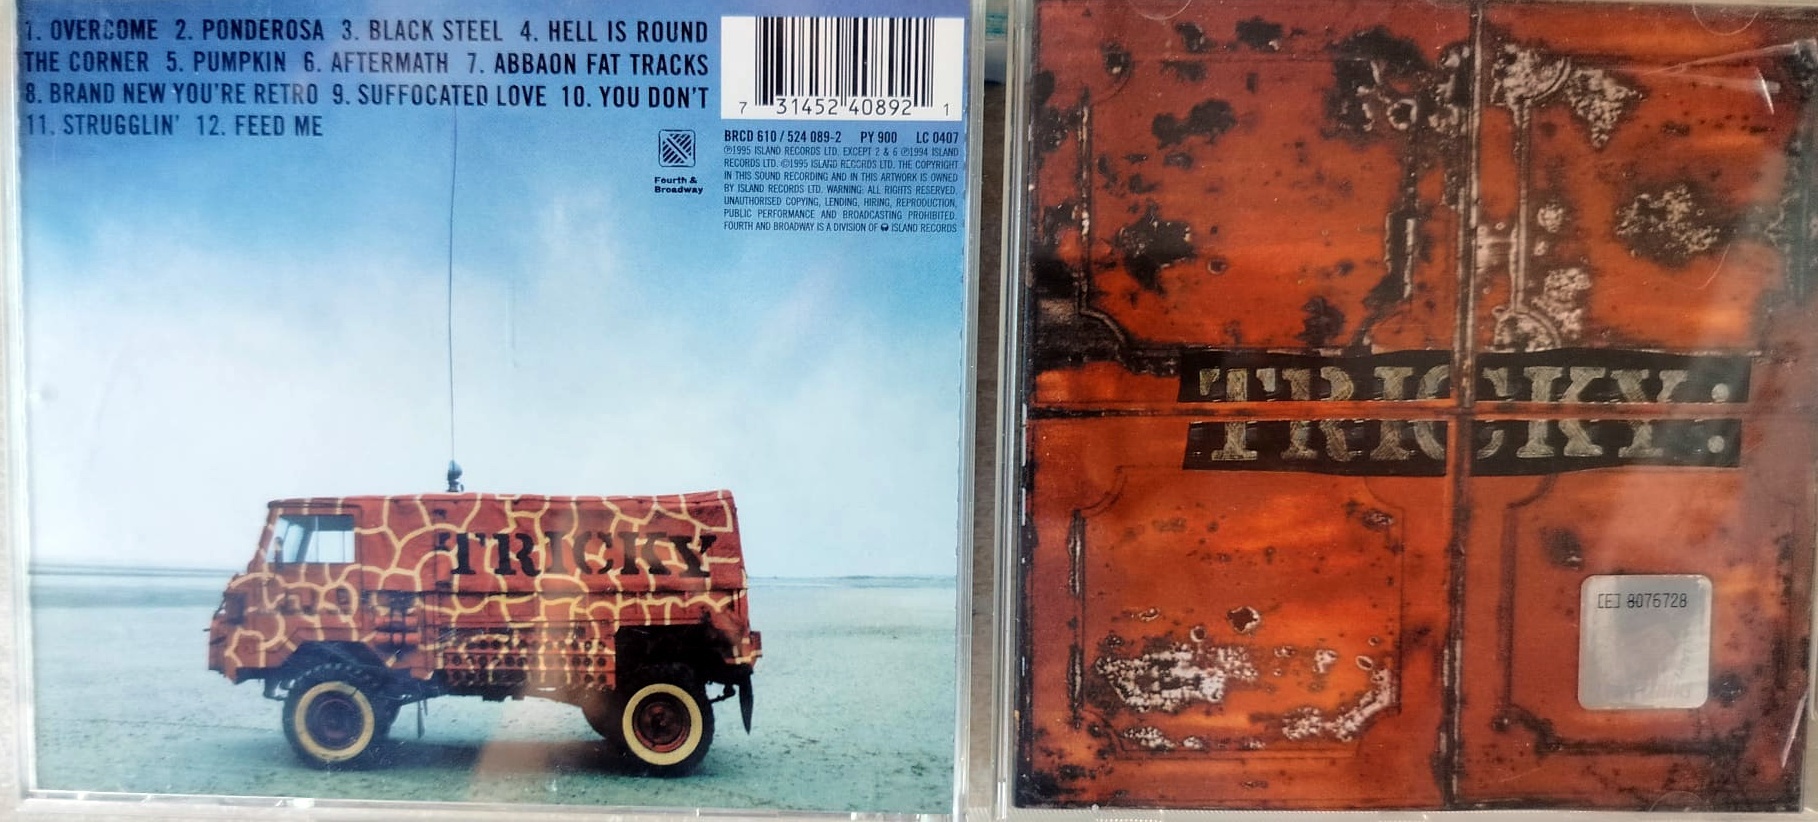 1. OVERCOME 2. PONDEROSA 3. BLACK STEEL 4. HELL IS ROUND
THE CORNER 5. PUMPKIN 6. AFTERMATH 7. ABBAON FAT TRACKS
8. BRAND NEW YOU'RE RETRO 9. SUFFOCATED LOVE 10. YOU DON'T
11. STRUGGLIN' 12. FEED ME
7 31452 40892 1
Fourth &
Broadway
BRCD 610 / 524 089-2 PY 900 LC 0407
℗1995 ISLAND RECORDS LTD. EXCEPT 2 & 6 ℗1994 ISLAND
RECORDS LTD. ©1995 ISLAND RECORDS LTD. THE COPYRIGHT
IN THIS SOUND RECORDING AND IN THIS ARTWORK IS OWNED
BY ISLAND RECORDS LTD. WARNING: ALL RIGHTS RESERVED.
UNAUTHORISED COPYING, LENDING, HIRING, REPRODUCTION,
PUBLIC PERFORMANCE AND BROADCASTING PROHIBITED.
FOURTH AND BROADWAY IS A DIVISION OF ISLAND RECORDS
TRICKY
TRICKY:
TRICKY:
[E] 8076728